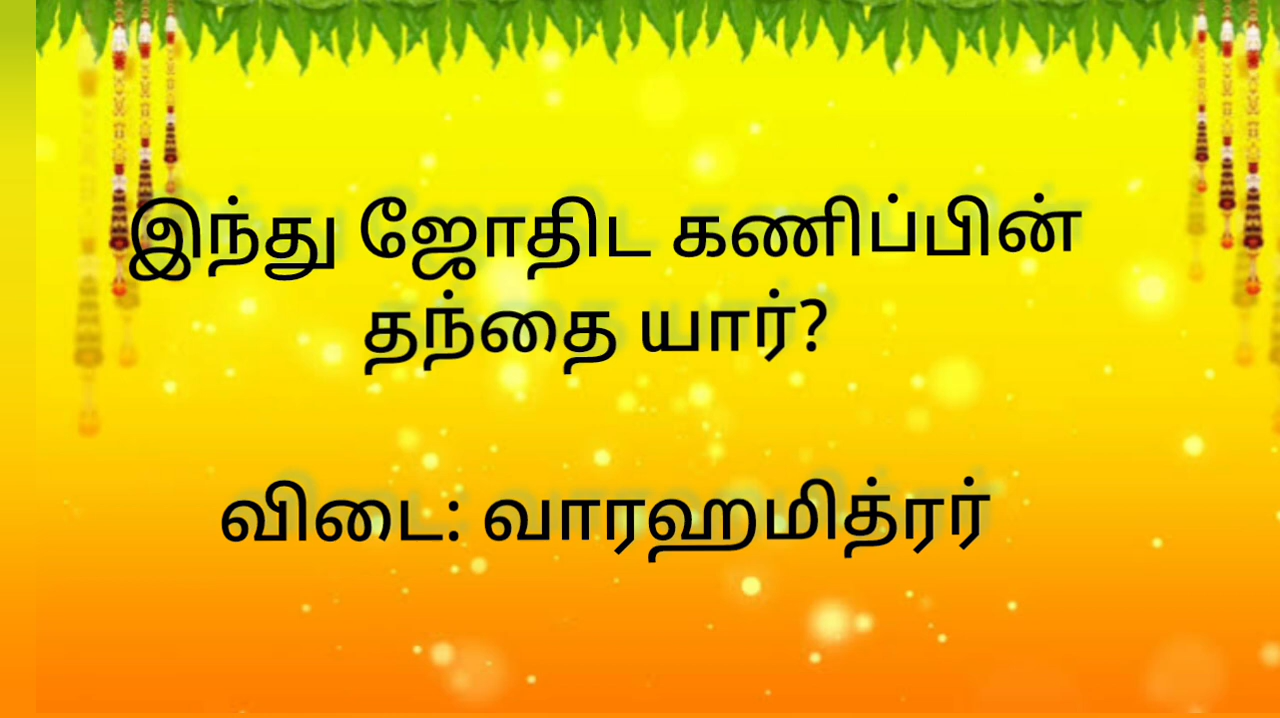 இந்து ஜோதிட கணிப்பின்
தந்தை யார்?
விடை: வாரஹமித்ரர்